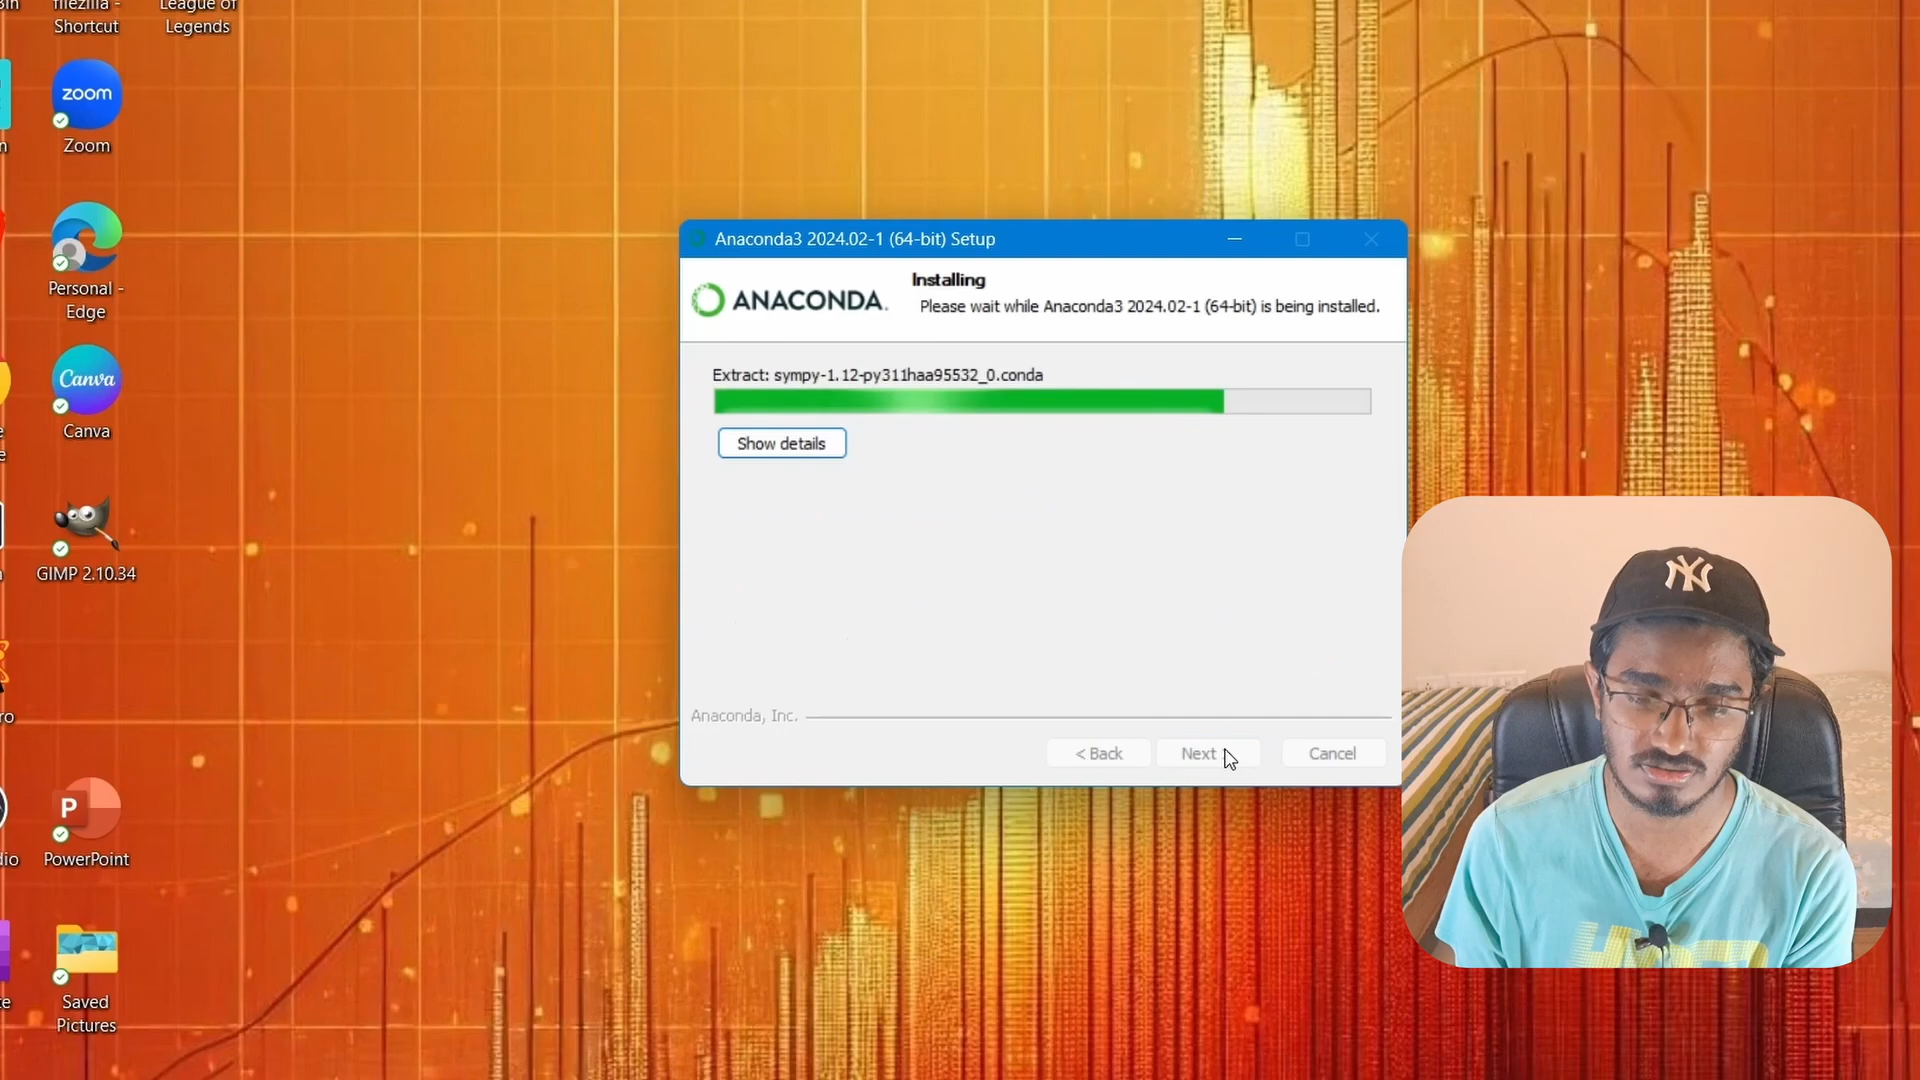 filezilla -
Shortcut
League of
Legends
zoom
Zoom
Personal -
Edge
Canva
Canva
GIMP 2.10.34
P
PowerPoint
Saved
Pictures
Anaconda3 2024.02-1 (64-bit) Setup
ANACONDA.
Installing
Please wait while Anaconda3 2024.02-1 (64-bit) is being installed.
Extract: sympy-1.12-py311haa95532_0.conda
Show details
Anaconda, Inc.
< Back
Next
Cancel
NY